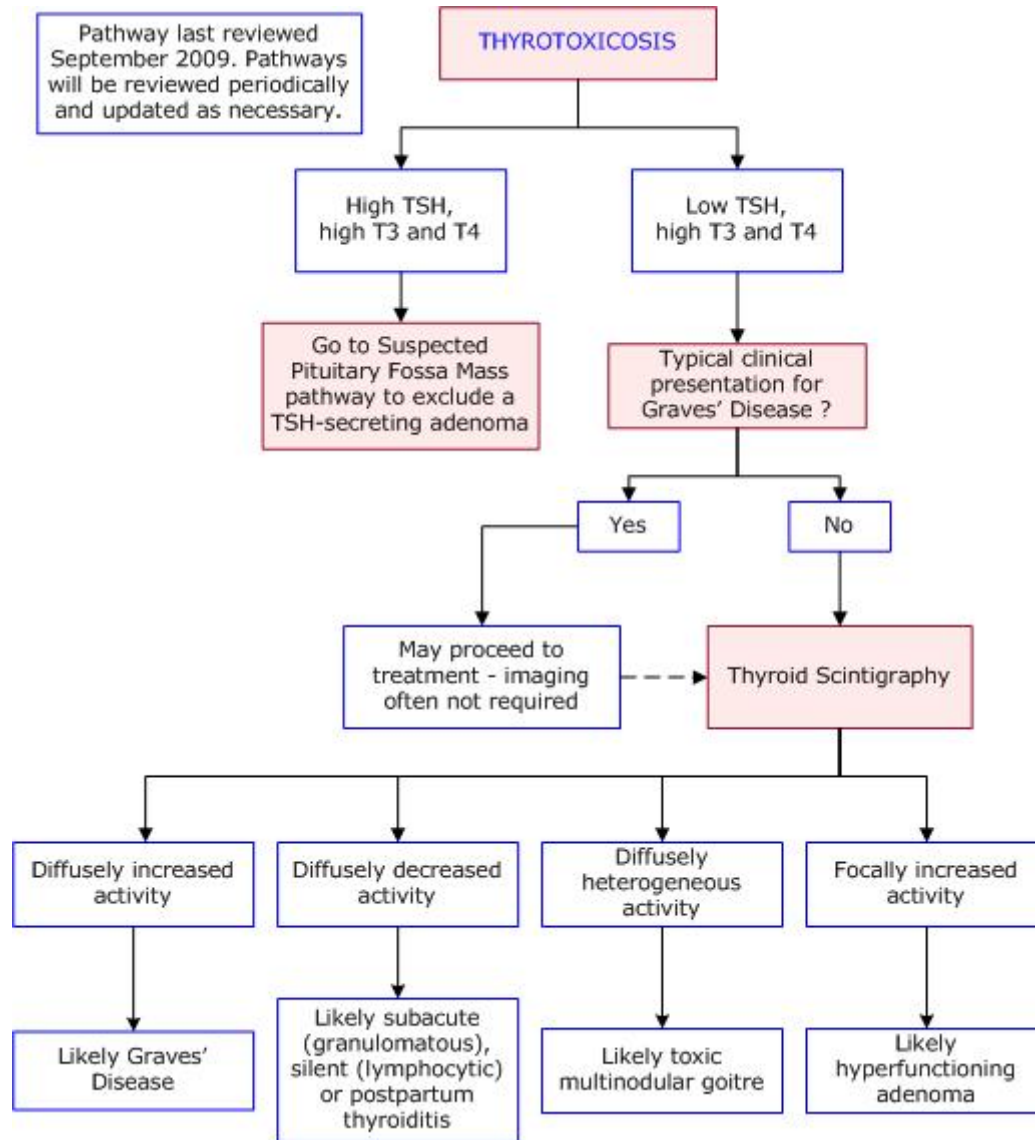 Pathway last reviewed
September 2009. Pathways
will be reviewed periodically
and updated as necessary.
THYROTOXICOSIS
High TSH,
high T3 and T4
Low TSH,
high T3 and T4
Go to Suspected
Pituitary Fossa Mass
pathway to exclude a
TSH-secreting adenoma
Typical clinical
presentation for
Graves’ Disease ?
Yes
No
May proceed to
treatment - imaging
often not required
Thyroid Scintigraphy
Diffusely increased
activity
Diffusely decreased
activity
Diffusely
heterogeneous
activity
Focally increased
activity
Likely Graves’
Disease
Likely subacute
(granulomatous),
silent (lymphocytic)
or postpartum
thyroiditis
Likely toxic
multinodular goitre
Likely
hyperfunctioning
adenoma